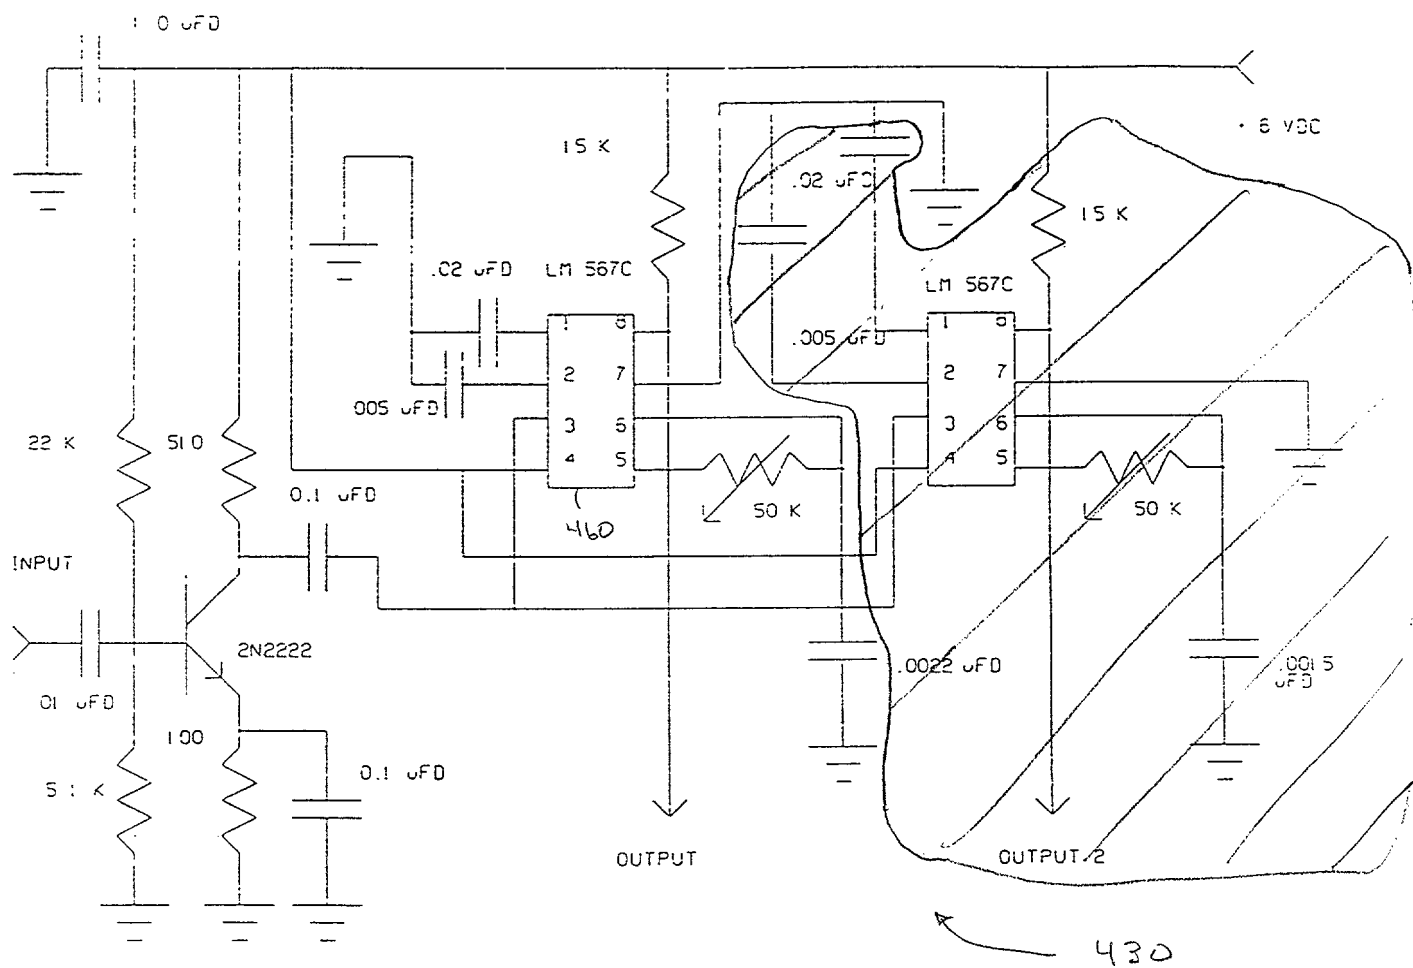 1.0 uFD
+6 VDC
15 K
.02 uFD
15 K
.02 uFD
LM 567C
LM 567C
1 8
1 8
.005 uFD
2 7
2 7
.005 uFD
3 6
3 6
22 K
510
4 5
4 5
0.1 uFD
50 K
50 K
460
INPUT
2N2222
.0022 uFD
.0015
uFD
.01 uFD
100
0.1 uFD
5.1 K
OUTPUT
OUTPUT 2
430